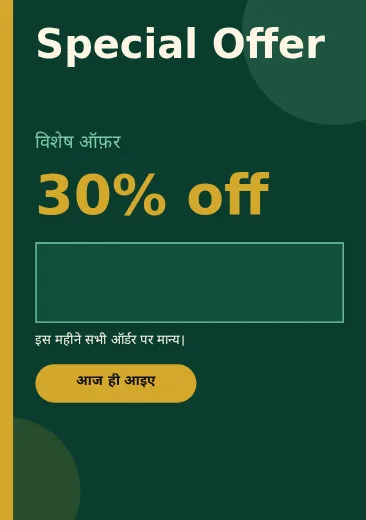 Special Offer
विशेष ऑफ़र
30% off
इस महीने सभी ऑर्डर पर मान्य।
आज ही आइए